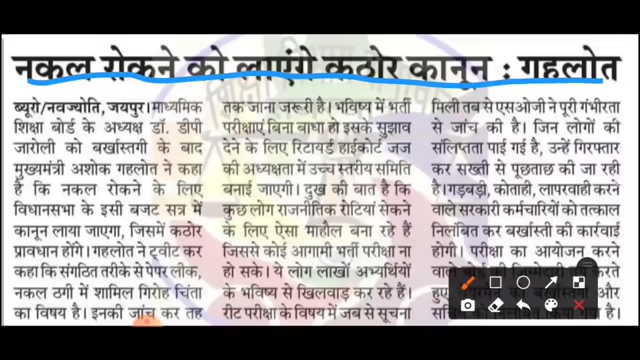 नकल रोकने को लाएंगे कठोर कानून : गहलोत
ब्यूरो/नवज्योति, जयपुर। माध्यमिक
शिक्षा बोर्ड के अध्यक्ष डॉ. डीपी
जारोली को बर्खास्तगी के बाद
मुख्यमंत्री अशोक गहलोत ने कहा
है कि नकल रोकने के लिए
विधानसभा के इसी बजट सत्र में
कानून लाया जाएगा, जिसमें कठोर
प्रावधान होंगे। गहलोत ने ट्वीट कर
कहा कि संगठित तरीके से पेपर लीक,
नकल ठगी में शामिल गिरोह चिंता
का विषय है। इनकी जांच कर तह
तक जाना जरूरी है। भविष्य में भर्ती
परीक्षाएं बिना बाधा हो इसके सुझाव
देने के लिए रिटायर्ड हाईकोर्ट जज
की अध्यक्षता में उच्च स्तरीय समिति
बनाई जाएगी। दुख की बात है कि
कुछ लोग राजनीतिक रोटियां सेकने
के लिए ऐसा माहौल बना रहे हैं
जिससे कोई आगामी भर्ती परीक्षा ना
हो सके। ये लोग लाखों अभ्यर्थियों
के भविष्य से खिलवाड़ कर रहे हैं।
रीट परीक्षा के विषय में जब से सूचना
मिली तब से एसओजी ने पूरी गंभीरता
से जांच की है। जिन लोगों की
संलिप्तता पाई गई है, उन्हें गिरफ्तार
कर सख्ती से पूछताछ की जा रही
है। गड़बड़ी, कोताही, लापरवाही करने
वाले सरकारी कर्मचारियों को तत्काल
निलंबित कर बर्खास्ती की कार्रवाई
होगी। परीक्षा का आयोजन करने
वाले करते
हुए और
है।